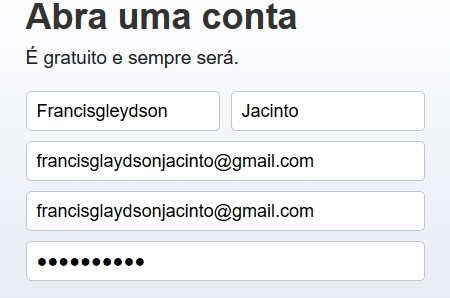 Abra uma conta
É gratuito e sempre será.
Francisgleydson Jacinto
francisglaydsonjacinto@gmail.com
francisglaydsonjacinto@gmail.com
••••••••••